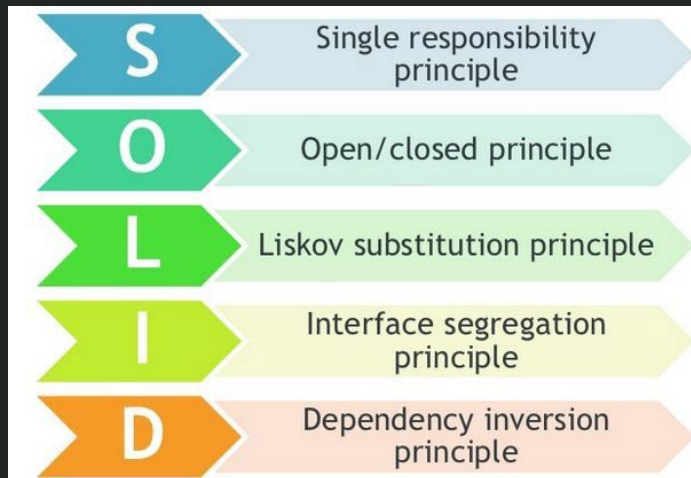 S
Single responsibility
principle
O
Open/closed principle
L
Liskov substitution principle
I
Interface segregation
principle
D
Dependency inversion
principle